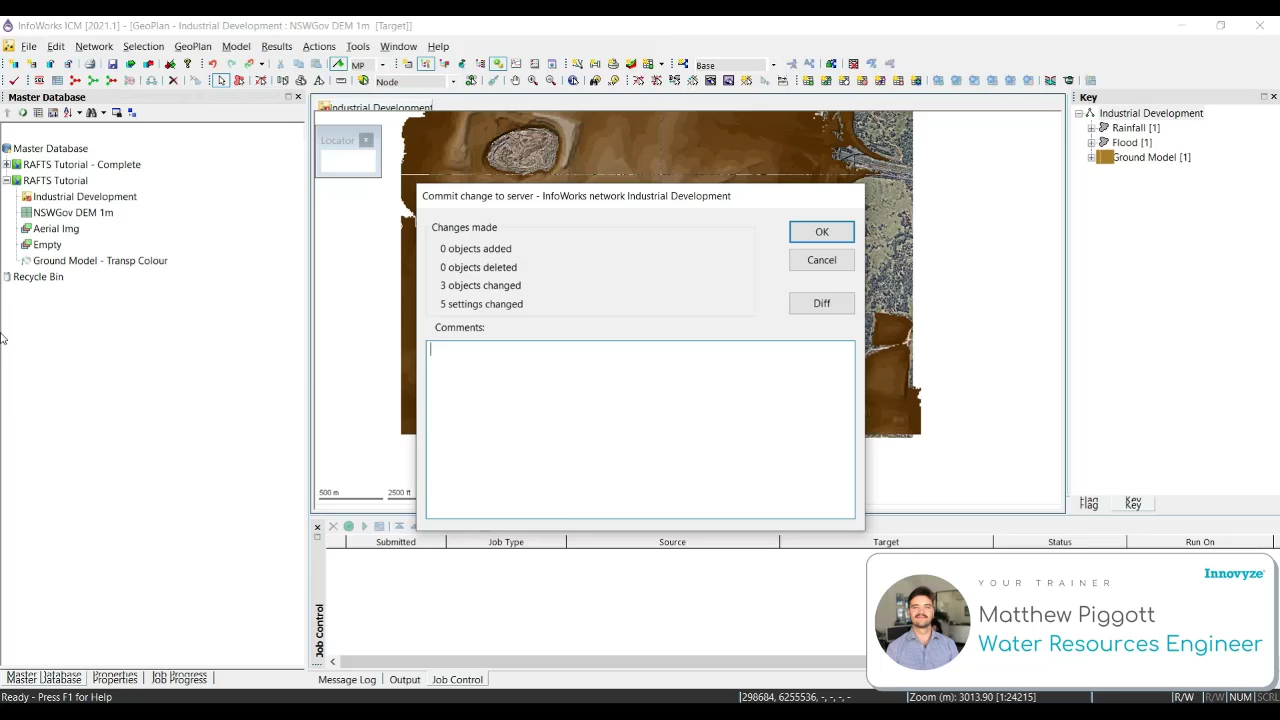 InfoWorks ICM [2021.1] - [GeoPlan - Industrial Development : NSWGov DEM 1m  [Target]]
File Edit Network Selection GeoPlan Model Results Actions Tools Window Help
MP
Base
Node
Master Database
Master Database
RAFTS Tutorial - Complete
RAFTS Tutorial
Industrial Development
NSWGov DEM 1m
Aerial Img
Empty
Ground Model - Transp Colour
Recycle Bin
Industrial Development
Locator
500 m
2500 ft
Commit change to server - InfoWorks network Industrial Development
Changes made
0 objects added
0 objects deleted
3 objects changed
5 settings changed
OK
Cancel
Diff
Comments:
Key
Industrial Development
Rainfall [1]
Flood [1]
Ground Model [1]
Flag
Flag
Key
Key
Submitted Job Type Source Target Status Run On
Job Control
Innovyze
YOUR TRAINER
Matthew Piggott
Water Resources Engineer
Master Database Properties Job Progress
Message Log Output Job Control
Ready - Press F1 for Help
298684, 6255536, -, -, -, -
Zoom (m): 3013.90 [1:24215]
R/W R/W NUM SCRL